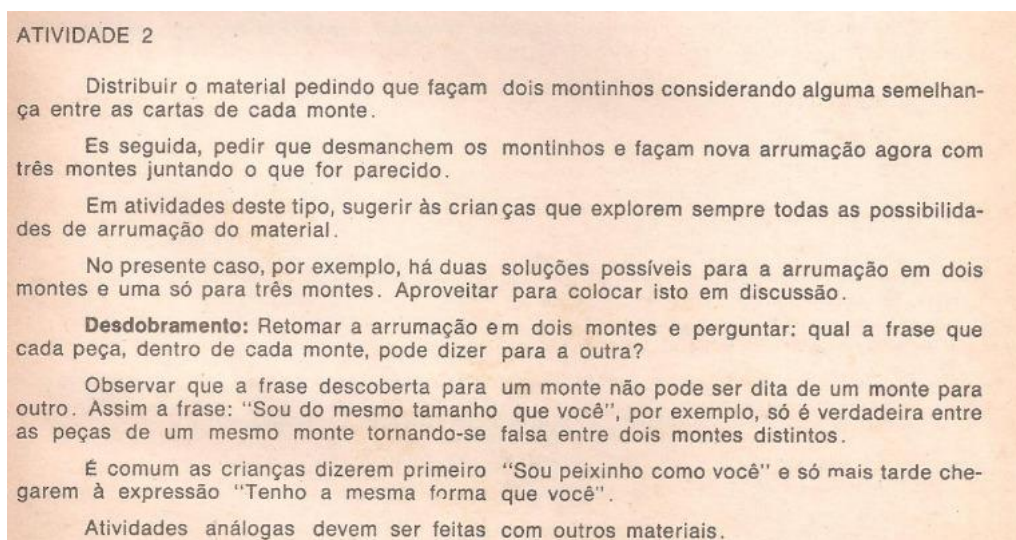 ATIVIDADE 2
Distribuir o material pedindo que façam dois montinhos considerando alguma semelhan-
ça entre as cartas de cada monte.
Es seguida, pedir que desmanchem os montinhos e façam nova arrumação agora com
três montes juntando o que for parecido.
Em atividades deste tipo, sugerir às crianças que explorem sempre todas as possibilida-
des de arrumação do material.
No presente caso, por exemplo, há duas soluções possíveis para a arrumação em dois
montes e uma só para três montes. Aproveitar para colocar isto em discussão.
Desdobramento: Retomar a arrumação em dois montes e perguntar: qual a frase que
cada peça, dentro de cada monte, pode dizer para a outra?
Observar que a frase descoberta para um monte não pode ser dita de um monte para
outro. Assim a frase: "Sou do mesmo tamanho que você", por exemplo, só é verdadeira entre
as peças de um mesmo monte tornando-se falsa entre dois montes distintos.
É comum as crianças dizerem primeiro "Sou peixinho como você" e só mais tarde che-
garem à expressão "Tenho a mesma forma que você".
Atividades análogas devem ser feitas com outros materiais.